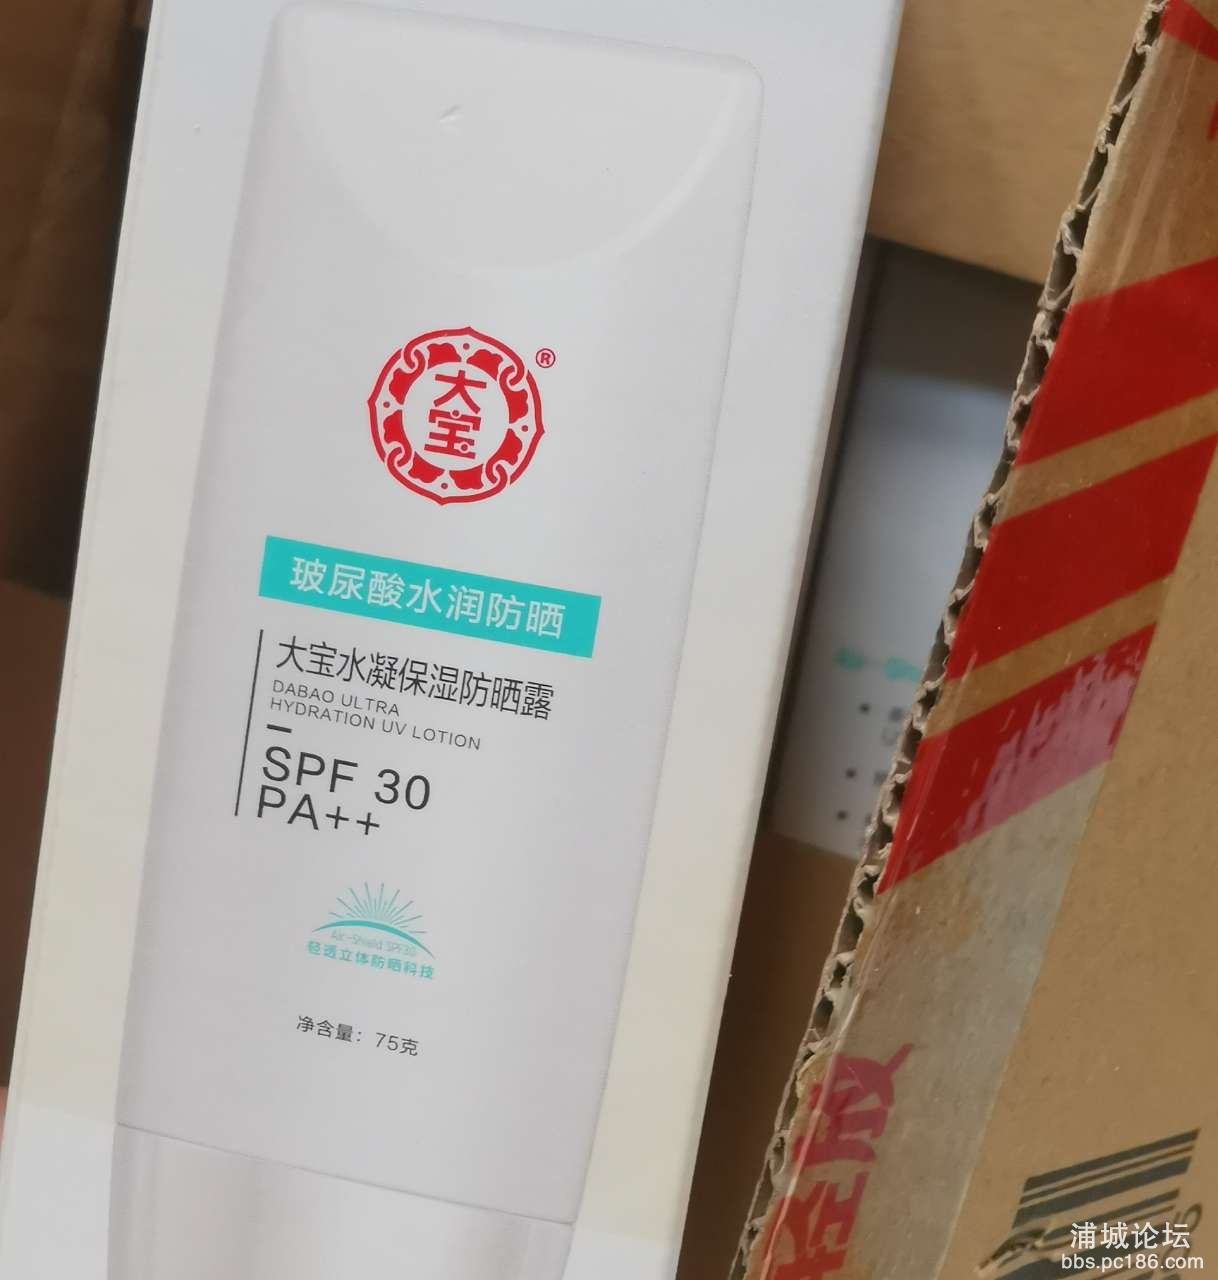 大宝
®
玻尿酸水润防晒
大宝水凝保湿防晒露
DABAO ULTRA
HYDRATION UV LOTION
SPF 30
PA++
轻透立体防晒科技
净含量：75克
浦城论坛
bbs.pc186.com